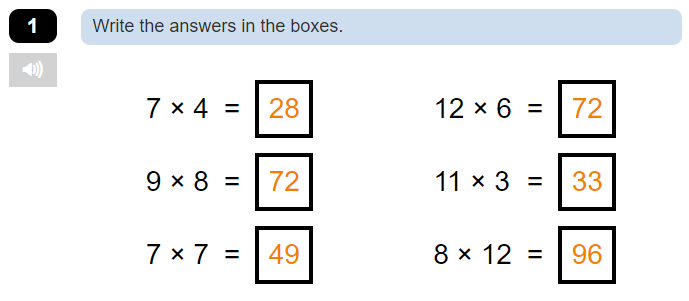 1 Write the answers in the boxes.
7 × 4 = 28 12 × 6 = 72
9 × 8 = 72 11 × 3 = 33
7 × 7 = 49 8 × 12 = 96